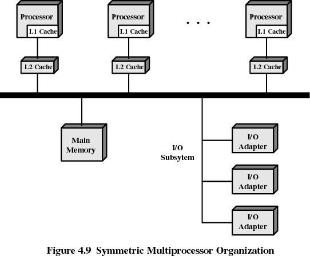 Processor
L1 Cache
L2 Cache
Processor
L1 Cache
L2 Cache
. . .
Processor
L1 Cache
L2 Cache
Main
Memory
I/O
Subsytem
I/O
Adapter
I/O
Adapter
I/O
Adapter
Figure 4.9 Symmetric Multiprocessor Organization